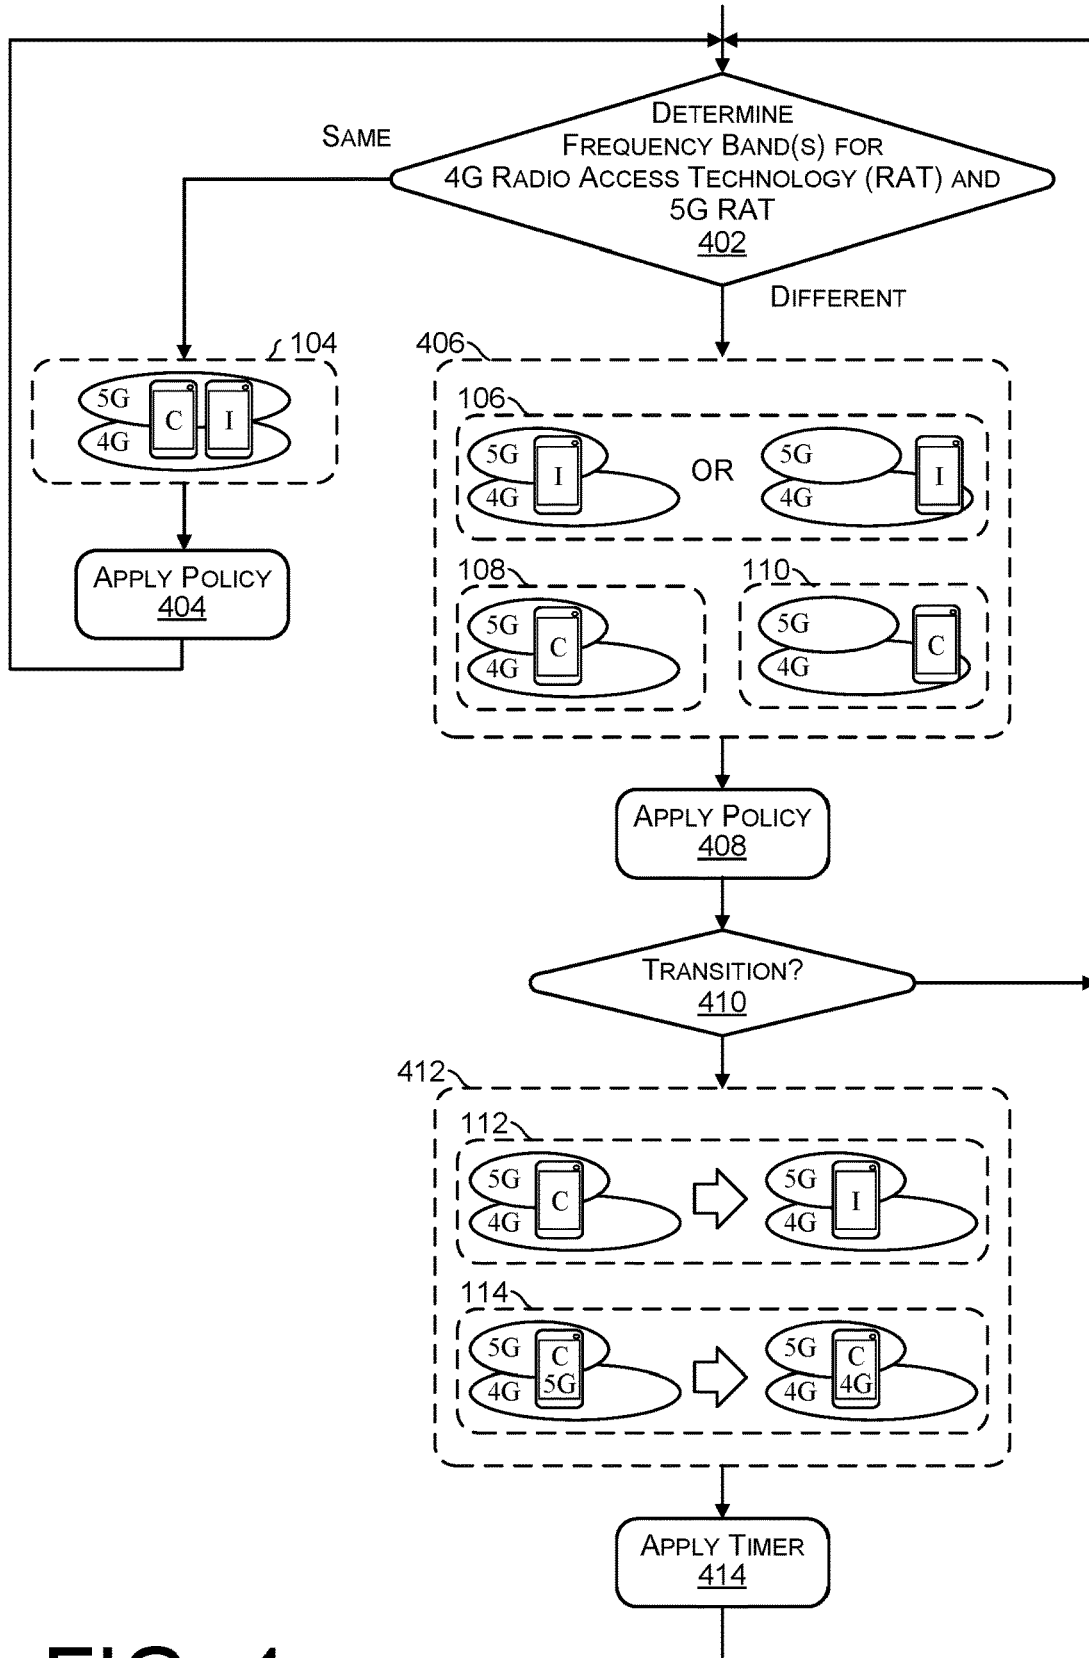 DETERMINE
FREQUENCY BAND(S) FOR
4G RADIO ACCESS TECHNOLOGY (RAT) AND
5G RAT
402
SAME
DIFFERENT
104
5G
C
I
4G
APPLY POLICY
404
406
106
5G
I
4G
OR
5G
I
4G
108
5G
C
4G
110
5G
C
4G
APPLY POLICY
408
TRANSITION?
410
412
112
5G
C
4G
5G
I
4G
114
5G
C
4G
5G
5G
C
4G
4G
APPLY TIMER
414